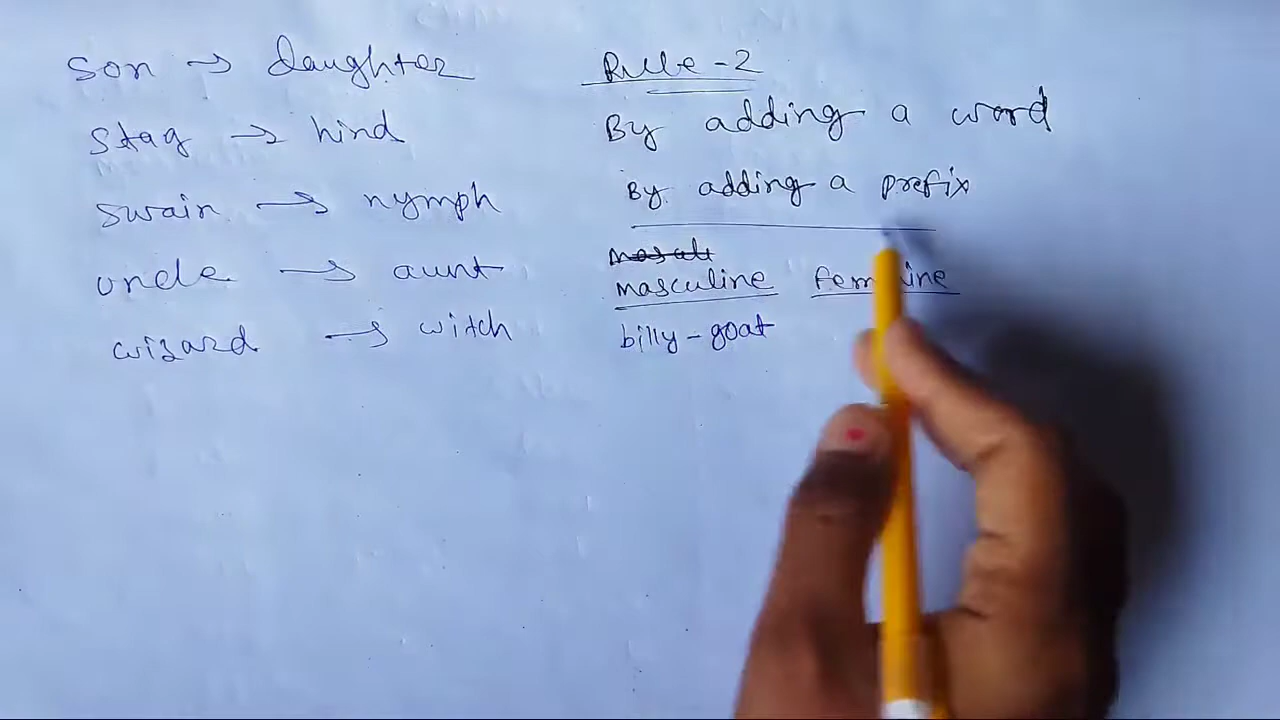 son → daughter
stag → hind
swain → nymph
uncle → aunt
wizard → witch
Rule - 2
By adding a word
By adding a prefix
masculine feminine
billy - goat